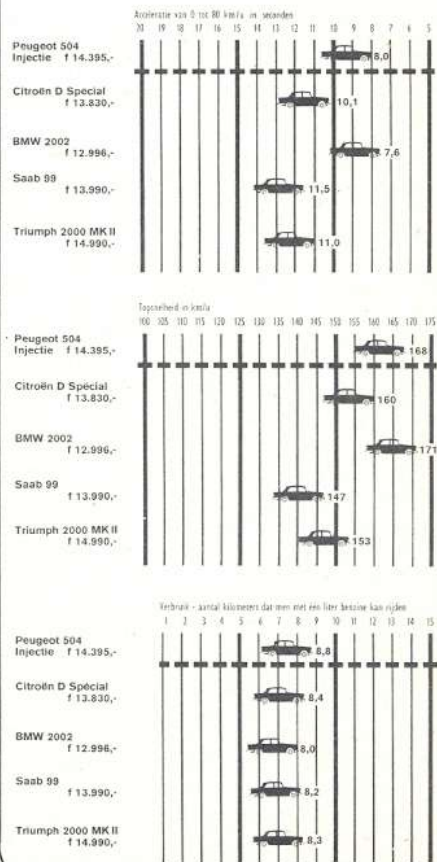 Acceleratie van 0 tot 80 km/u in seconden
20 19 18 17 16 15 14 13 12 11 10 9 8 7 6 5
Peugeot 504
Injectie f 14.395,-
8,0
Citroën D Spécial
f 13.830,-
10,1
BMW 2002
f 12.996,-
7,6
Saab 99
f 13.990,-
11,5
Triumph 2000 MK II
f 14.990,-
11,0
Topsnelheid in km/u
100 105 110 115 120 125 130 135 140 145 150 155 160 165 170 175
Peugeot 504
Injectie f 14.395,-
168
Citroën D Spécial
f 13.830,-
160
BMW 2002
f 12.996,-
171
Saab 99
f 13.990,-
147
Triumph 2000 MK II
f 14.990,-
153
Verbruik - aantal kilometers dat men met één liter benzine kan rijden
1 2 3 4 5 6 7 8 9 10 11 12 13 14 15
Peugeot 504
Injectie f 14.395,-
8,8
Citroën D Spécial
f 13.830,-
8,4
BMW 2002
f 12.996,-
8,0
Saab 99
f 13.990,-
8,2
Triumph 2000 MK II
f 14.990,-
8,3